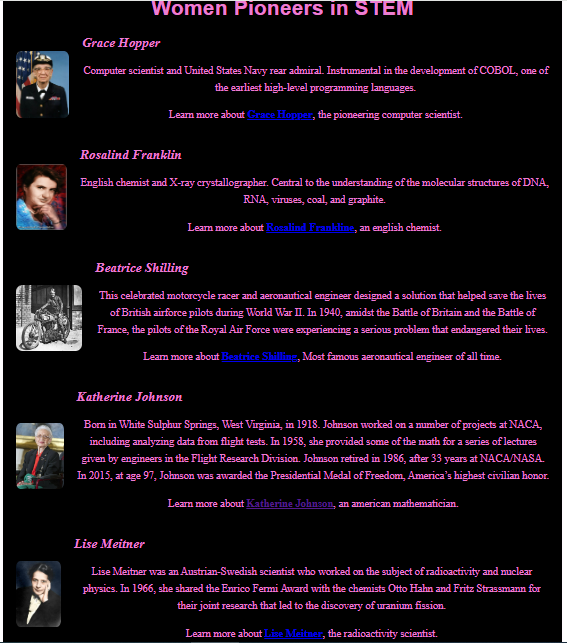 Women Pioneers in STEM
Grace Hopper
Computer scientist and United States Navy rear admiral. Instrumental in the development of COBOL, one of
the earliest high-level programming languages.
Learn more about Grace Hopper, the pioneering computer scientist.
Rosalind Franklin
English chemist and X-ray crystallographer. Central to the understanding of the molecular structures of DNA,
RNA, viruses, coal, and graphite.
Learn more about Rosalind Frankline, an english chemist.
Beatrice Shilling
This celebrated motorcycle racer and aeronautical engineer designed a solution that helped save the lives
of British airforce pilots during World War II. In 1940, amidst the Battle of Britain and the Battle of
France, the pilots of the Royal Air Force were experiencing a serious problem that endangered their lives.
Learn more about Beatrice Shilling, Most famous aeronautical engineer of all time.
Katherine Johnson
Born in White Sulphur Springs, West Virginia, in 1918. Johnson worked on a number of projects at NACA,
including analyzing data from flight tests. In 1958, she provided some of the math for a series of lectures
given by engineers in the Flight Research Division. Johnson retired in 1986, after 33 years at NACA/NASA.
In 2015, at age 97, Johnson was awarded the Presidential Medal of Freedom, America's highest civilian honor.
Learn more about Katherine Johnson, an american mathematician.
Lise Meitner
Lise Meitner was an Austrian-Swedish scientist who worked on the subject of radioactivity and nuclear
physics. In 1966, she shared the Enrico Fermi Award with the chemists Otto Hahn and Fritz Strassmann for
their joint research that led to the discovery of uranium fission.
Learn more about Lise Meitner, the radioactivity scientist.